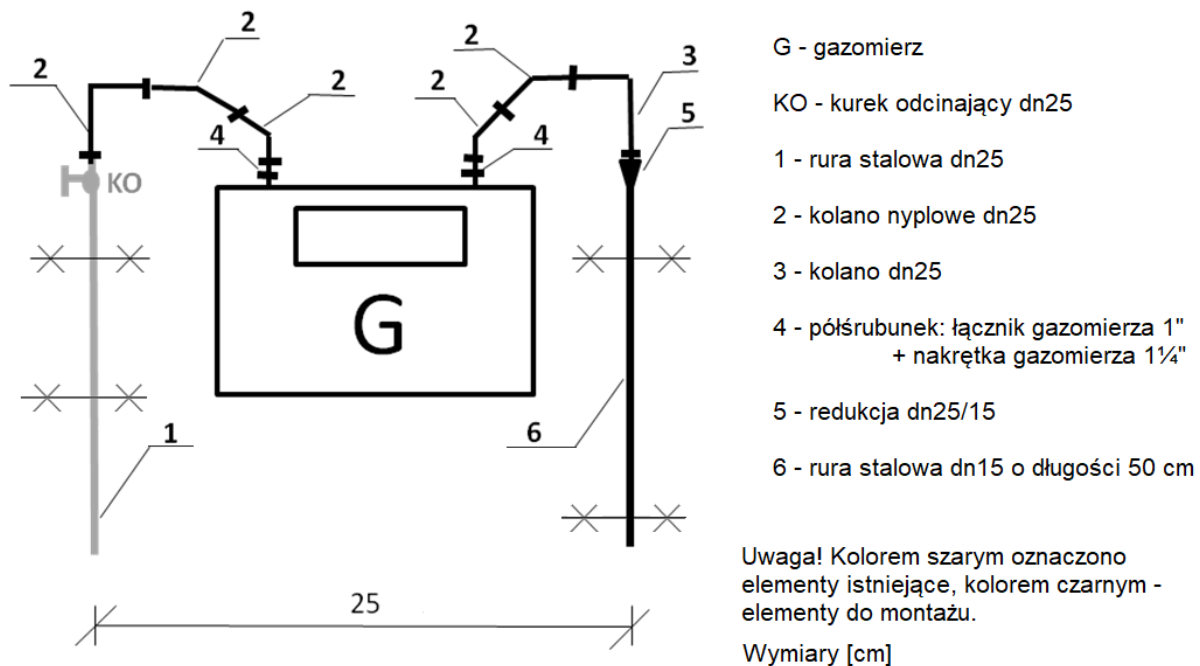 2
2
2
2
2
3
5
4
4
KO
G
1
6
25
G - gazomierz
KO - kurek odcinający dn25
1 - rura stalowa dn25
2 - kolano nyplowe dn25
3 - kolano dn25
4 - półśrubunek: łącznik gazomierza 1"
+ nakrętka gazomierza 1¼"
5 - redukcja dn25/15
6 - rura stalowa dn15 o długości 50 cm
Uwaga! Kolorem szarym oznaczono
elementy istniejące, kolorem czarnym -
elementy do montażu.
Wymiary [cm]